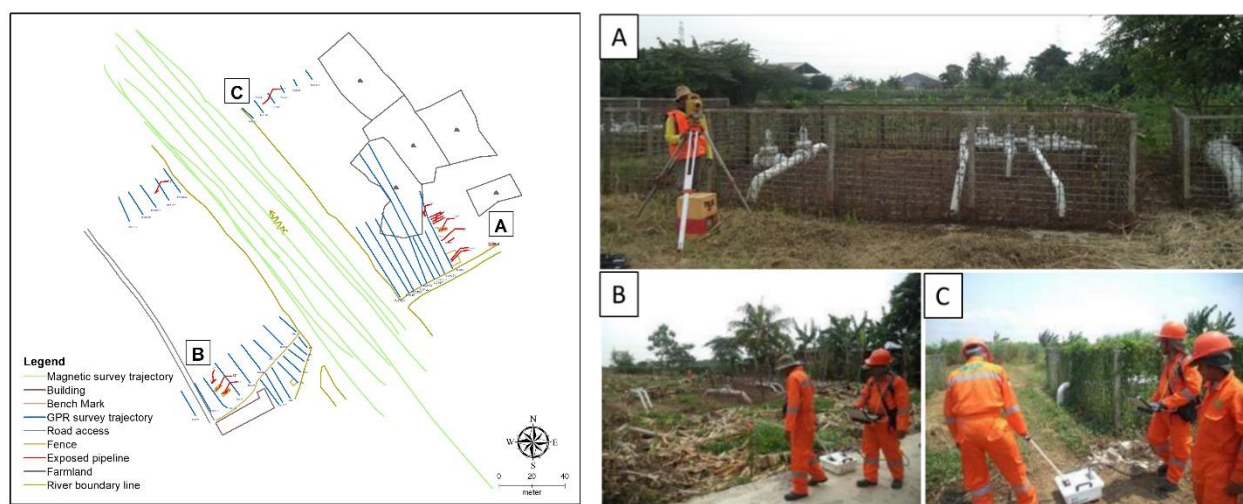 C
A
B
Legend
Magnetic survey trajectory
Building
Bench Mark
GPR survey trajectory
Road access
Fence
Exposed pipeline
Farmland
River boundary line
N
W E
S
0 20 40
meter
A
B
C